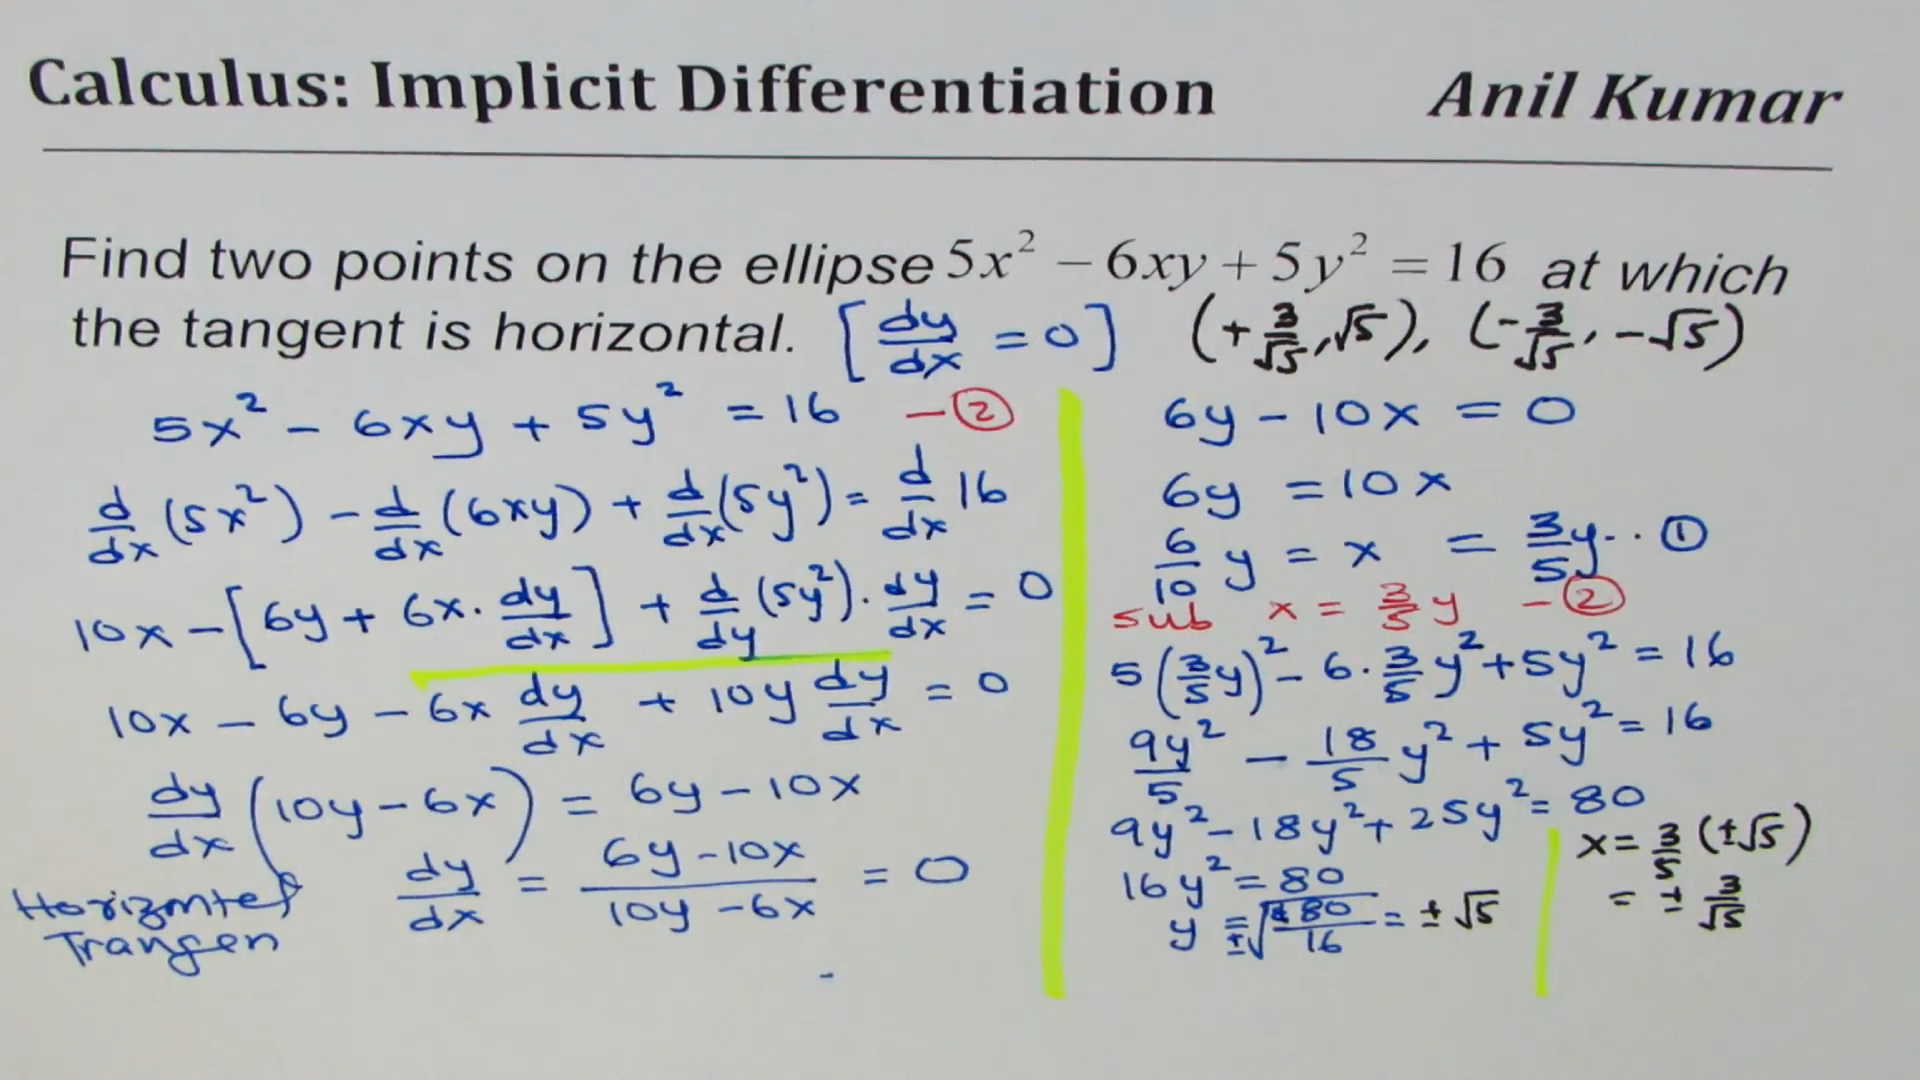 Calculus: Implicit Differentiation Anil Kumar
Find two points on the ellipse 5x² − 6xy + 5y² = 16 at which
the tangent is horizontal. [dy/dx = 0] (+3/√5, √5), (-3/√5, -√5)
5x² - 6xy + 5y² = 16 -②
d/dx (5x²) - d/dx (6xy) + d/dx (5y²) = d/dx 16
10x - [6y + 6x · dy/dx] + d/dy (5y²) · dy/dx = 0
10x - 6y - 6x dy/dx + 10y dy/dx = 0
dy/dx (10y - 6x) = 6y - 10x
Horizontel
Trangen
dy/dx = (6y - 10x)/(10y - 6x) = 0
6y - 10x = 0
6y = 10x
6/10 y = x = 3/5 y .. ①
sub x = 3/5 y - ②
5(3/5 y)² - 6 · 3/5 y² + 5y² = 16
9y²/5 - 18/5 y² + 5y² = 16
9y² - 18y² + 25y² = 80
16y² = 80
y = ±√(80/16) = ±√5
x = 3/5 (±√5)
= ± 3/√5